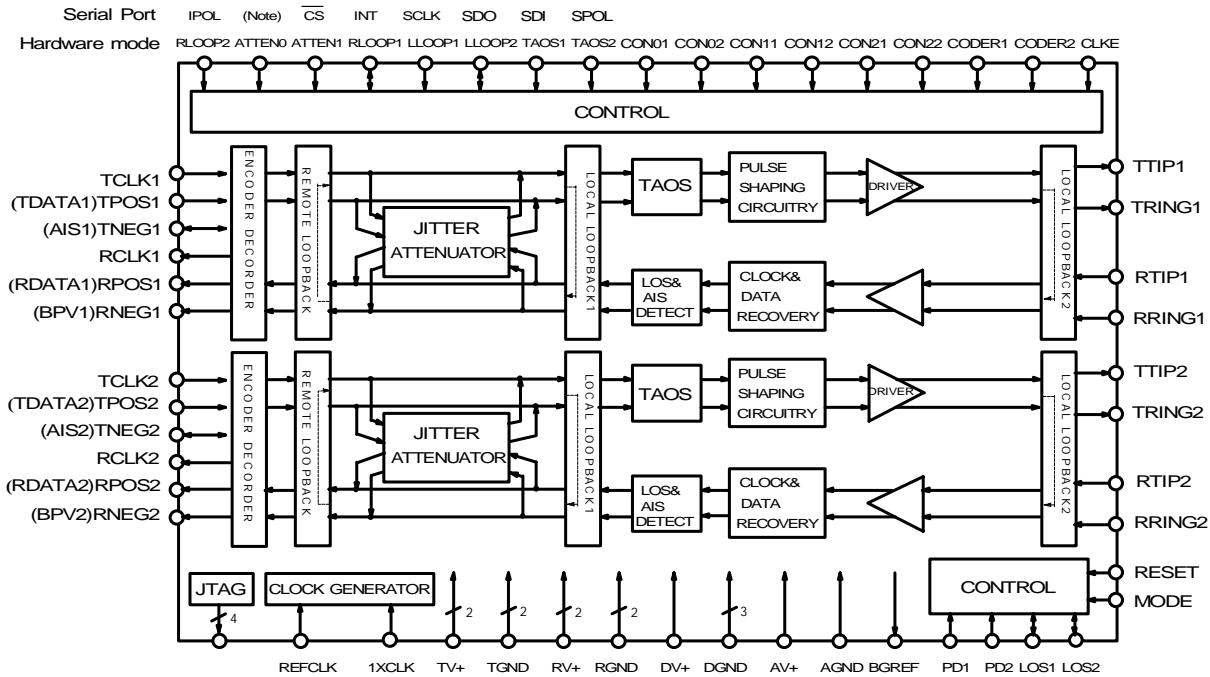 Serial Port IPOL (Note) CS INT SCLK SDO SDI SPOL
Hardware mode RLOOP2 ATTEN0 ATTEN1 RLOOP1 LLOOP1 LLOOP2 TAOS1 TAOS2 CON01 CON02 CON11 CON12 CON21 CON22 CODER1 CODER2 CLKE
CONTROL
TCLK1
(TDATA1)TPOS1
(AIS1)TNEG1
RCLK1
(RDATA1)RPOS1
(BPV1)RNEG1
ENCODER DECORDER
REMOTE LOOPBACK
JITTER
ATTENUATOR
LOCAL LOOPBACK1
TAOS
PULSE
SHAPING
CIRCUITRY
DRIVER
LOS&
AIS
DETECT
CLOCK&
DATA
RECOVERY
LOCAL LOOPBACK2
TTIP1
TRING1
RTIP1
RRING1
TCLK2
(TDATA2)TPOS2
(AIS2)TNEG2
RCLK2
(RDATA2)RPOS2
(BPV2)RNEG2
ENCODER DECORDER
REMOTE LOOPBACK
JITTER
ATTENUATOR
LOCAL LOOPBACK1
TAOS
PULSE
SHAPING
CIRCUITRY
DRIVER
LOS&
AIS
DETECT
CLOCK&
DATA
RECOVERY
LOCAL LOOPBACK2
TTIP2
TRING2
RTIP2
RRING2
JTAG
CLOCK GENERATOR
CONTROL
RESET
MODE
4 2 2 2 2 3
REFCLK 1XCLK TV+ TGND RV+ RGND DV+ DGND AV+ AGND BGREF PD1 PD2 LOS1 LOS2